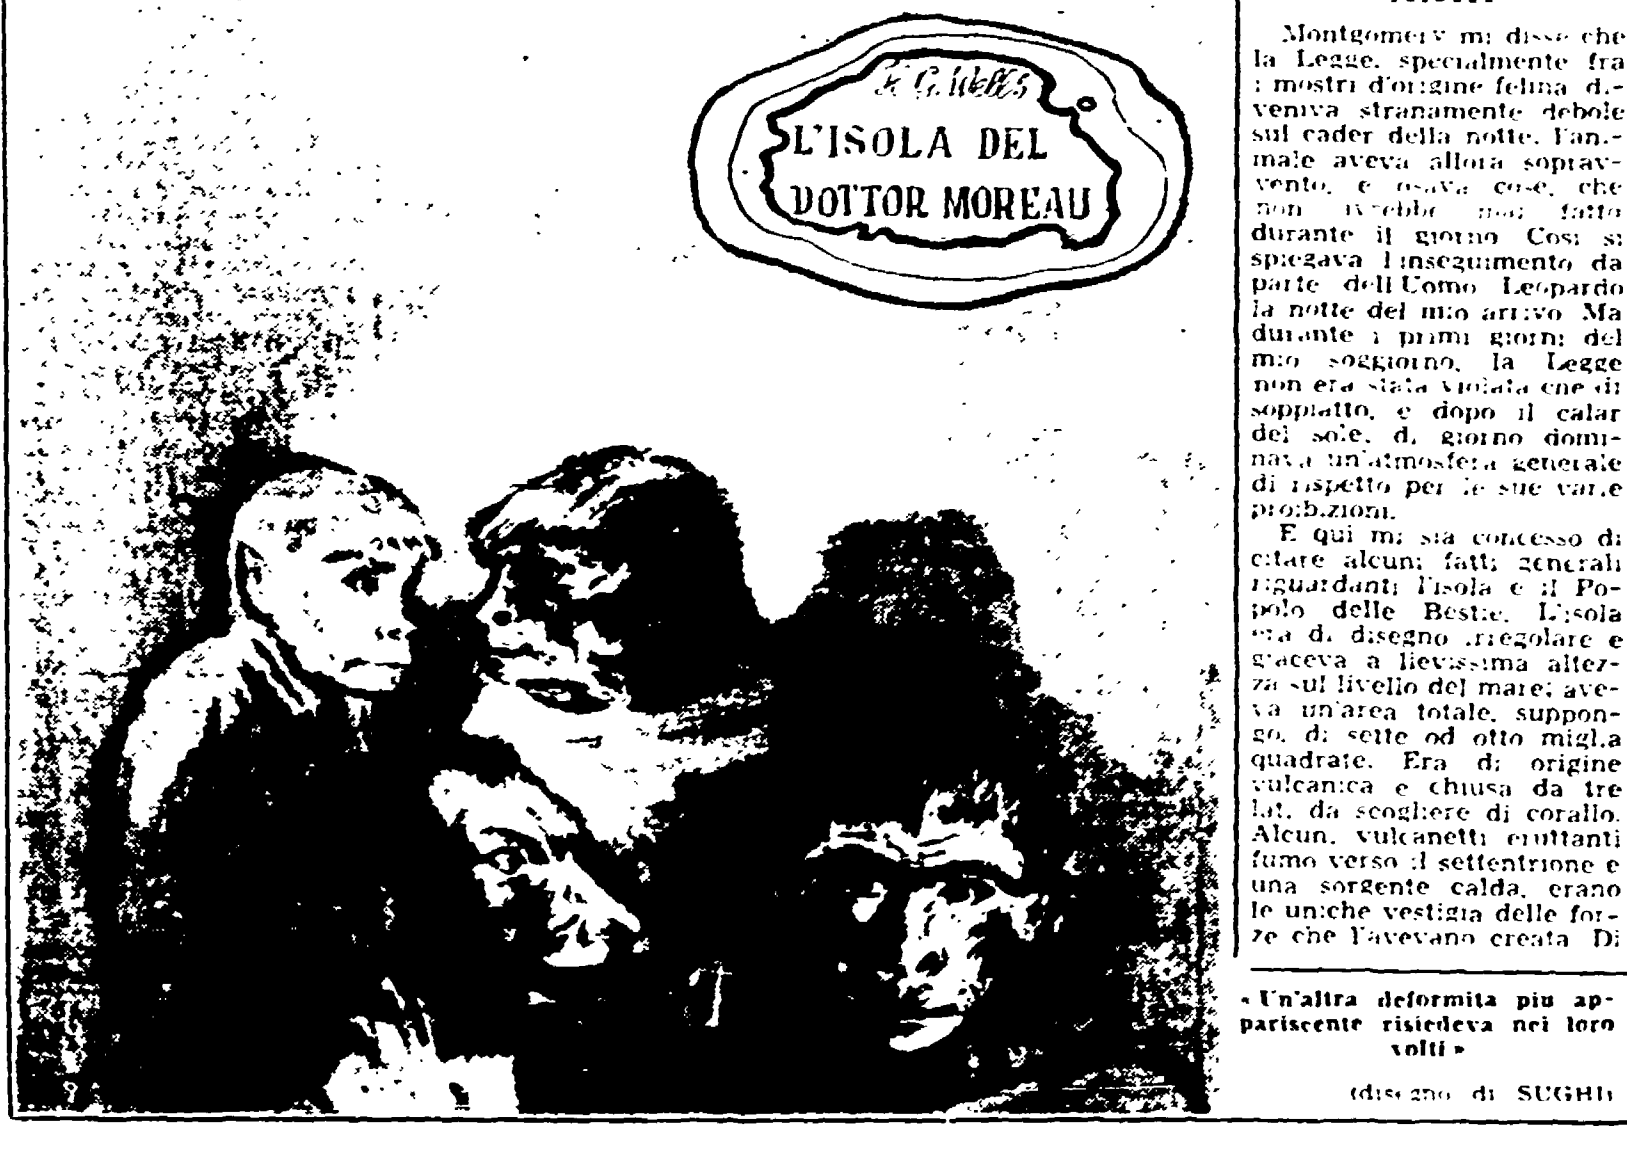 H. G. Wells
L'ISOLA DEL
DOTTOR MOREAU
Montgomery mi disse che
la Legge, specialmente fra
i mostri d'origine felina di-
veniva stranamente debole
sul cader della notte. l'ani-
male aveva allora soprav-
vento, e osava cose, che
non avrebbe mai fatto
durante il giorno Così si
spiegava l'inseguimento da
parte dell'Uomo Leopardo
la notte del mio arrivo Ma
durante i primi giorni del
mio soggiorno, la Legge
non era stata violata che di
soppiatto, e dopo il calar
del sole, di giorno domi-
nava un'atmosfera generale
di rispetto per le sue varie
proibizioni.
E qui mi sia concesso di
citare alcuni fatti generali
riguardanti l'isola e il Po-
polo delle Bestie. L'isola
era di disegno irregolare e
giaceva a lievissima altez-
za sul livello del mare; ave-
va un'area totale, suppon-
go, di sette od otto miglia
quadrate. Era di origine
vulcanica e chiusa da tre
lati da scogliere di corallo.
Alcuni vulcanetti eruttanti
fumo verso il settentrione e
una sorgente calda, erano
le uniche vestigia delle for-
ze che l'avevano creata Di
« Un'altra deformita piu ap-
pariscente risiedeva nei loro
volti »
(disegno di SUGHI)